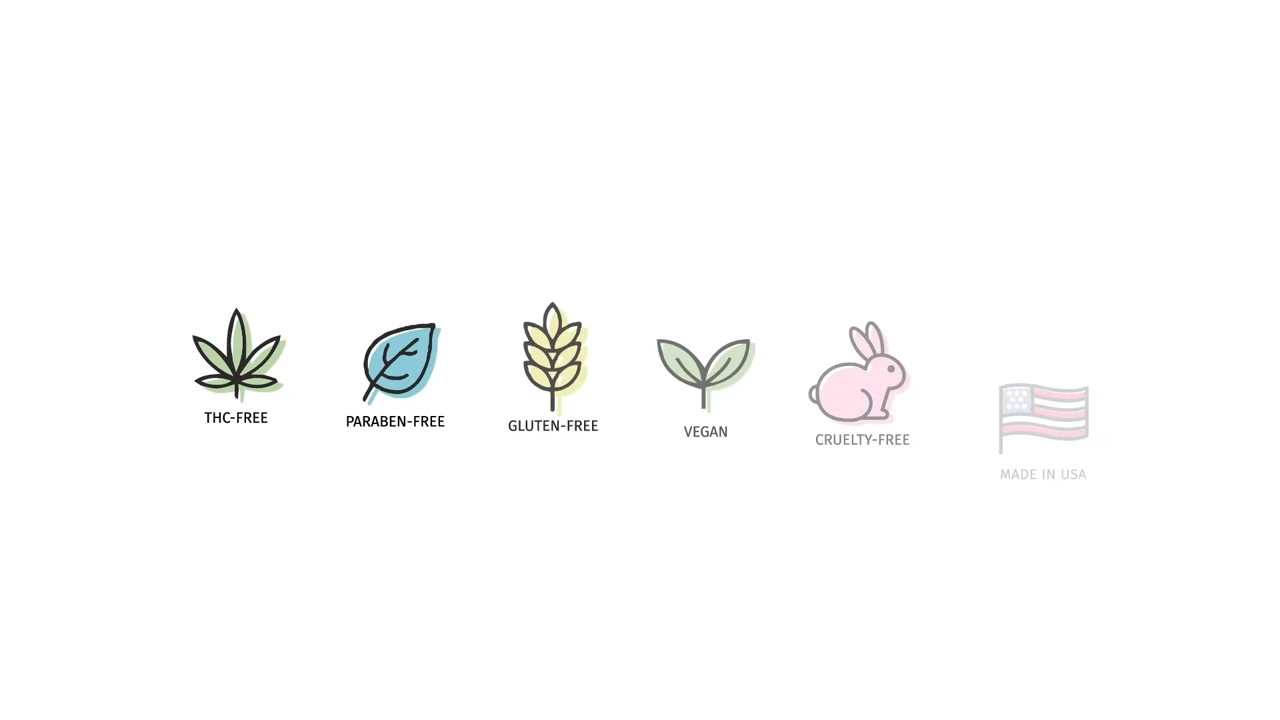 THC-FREE
PARABEN-FREE
GLUTEN-FREE
VEGAN
CRUELTY-FREE
MADE IN USA